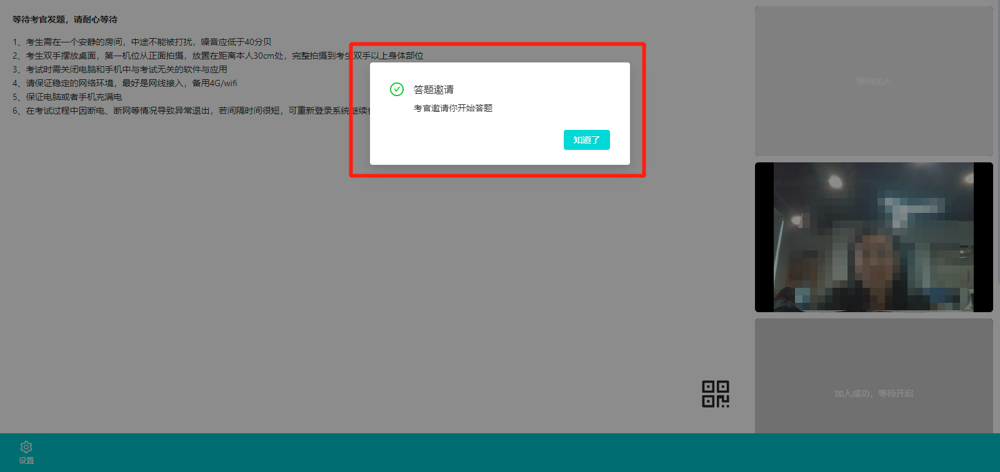 等待考官发题，请耐心等待
1、考生需在一个安静的房间，中途不能被打扰，噪音应低于40分贝
2、考生双手摆放桌面，第一机位从正面拍摄，放置在距离本人30cm处，完整拍摄到考生双手以上身体部位
3、考试时需关闭电脑和手机中与考试无关的软件与应用
4、请保证稳定的网络环境，最好是网线接入，备用4G/wifi
5、保证电脑或者手机充满电
6、在考试过程中因断电、断网等情况导致异常退出，若间隔时间很短，可重新登录系统继续
答题邀请
考官邀请你开始答题
知道了
等待加入
加入成功，等待开启
设置